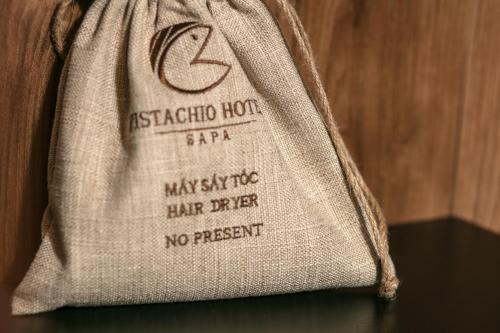 PISTACHIO HOTE
SAPA
MÁY SẤY TÓC
HAIR DRYER
NO PRESENT